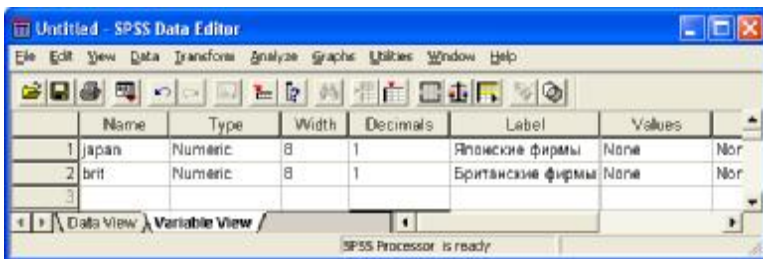 Untitled - SPSS Data Editor
File Edit View Data Transform Analyze Graphs Utilities Window Help
Name Type Width Decimals Label Values
1 japan Numeric 8 1 Японские фирмы None Nor
2 brit Numeric 8 1 Британские фирмы None Nor
3
Data View Variable View
SPSS Processor is ready